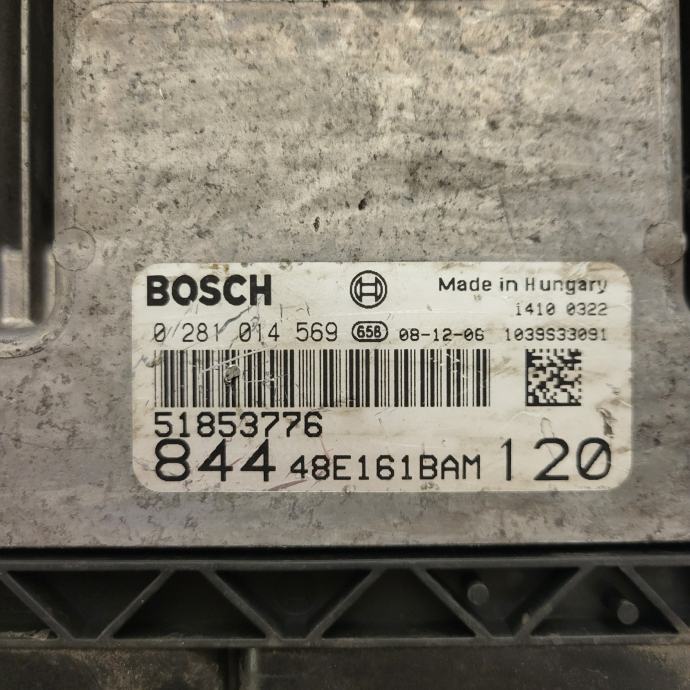 BOSCH Made in Hungary
1410 0322
0 281 014 569 658 08-12-06 1039S33091
51853776
844 48E161BAM 120